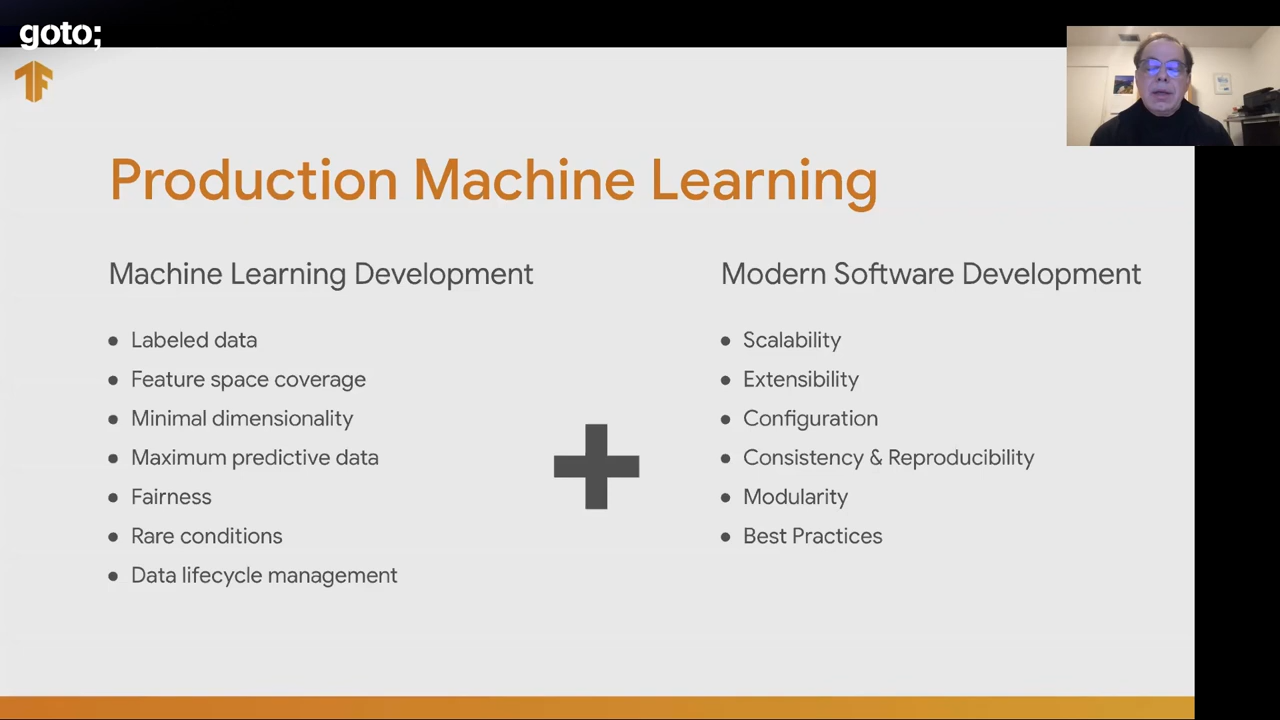 goto;
Production Machine Learning
Machine Learning Development
Labeled data
Feature space coverage
Minimal dimensionality
Maximum predictive data
Fairness
Rare conditions
Data lifecycle management
Modern Software Development
Scalability
Extensibility
Configuration
Consistency & Reproducibility
Modularity
Best Practices